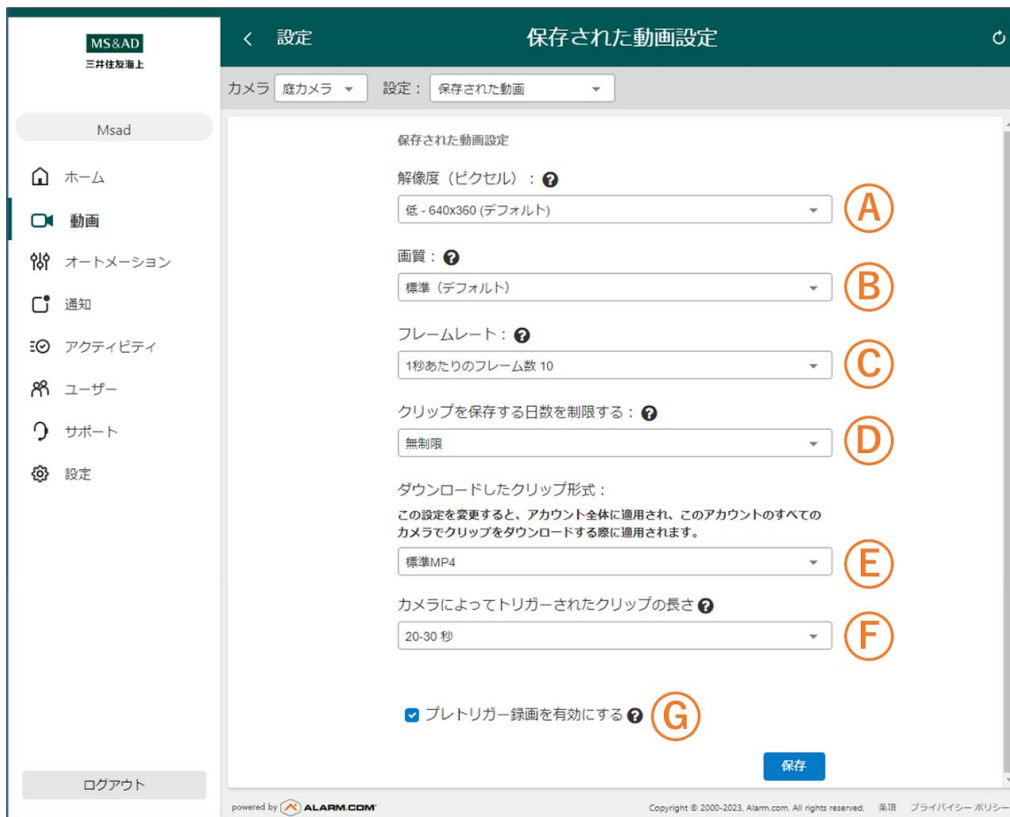 MS&AD
三井住友海上
Msad
ホーム
動画
オートメーション
通知
アクティビティ
ユーザー
サポート
設定
ログアウト
設定
保存された動画設定
カメラ 庭カメラ 設定： 保存された動画
保存された動画設定
解像度（ピクセル）：?
低 - 640x360 (デフォルト)
A
画質：?
標準（デフォルト）
B
フレームレート：?
1秒あたりのフレーム数 10
C
クリップを保存する日数を制限する：?
無制限
D
ダウンロードしたクリップ形式：
この設定を変更すると、アカウント全体に適用され、このアカウントのすべての
カメラでクリップをダウンロードする際に適用されます。
標準MP4
E
カメラによってトリガーされたクリップの長さ?
20-30 秒
F
プレトリガー録画を有効にする?
G
保存
powered by ALARM.COM
Copyright © 2000-2023, Alarm.com. All rights reserved. 条項 プライバイシー ポリシー